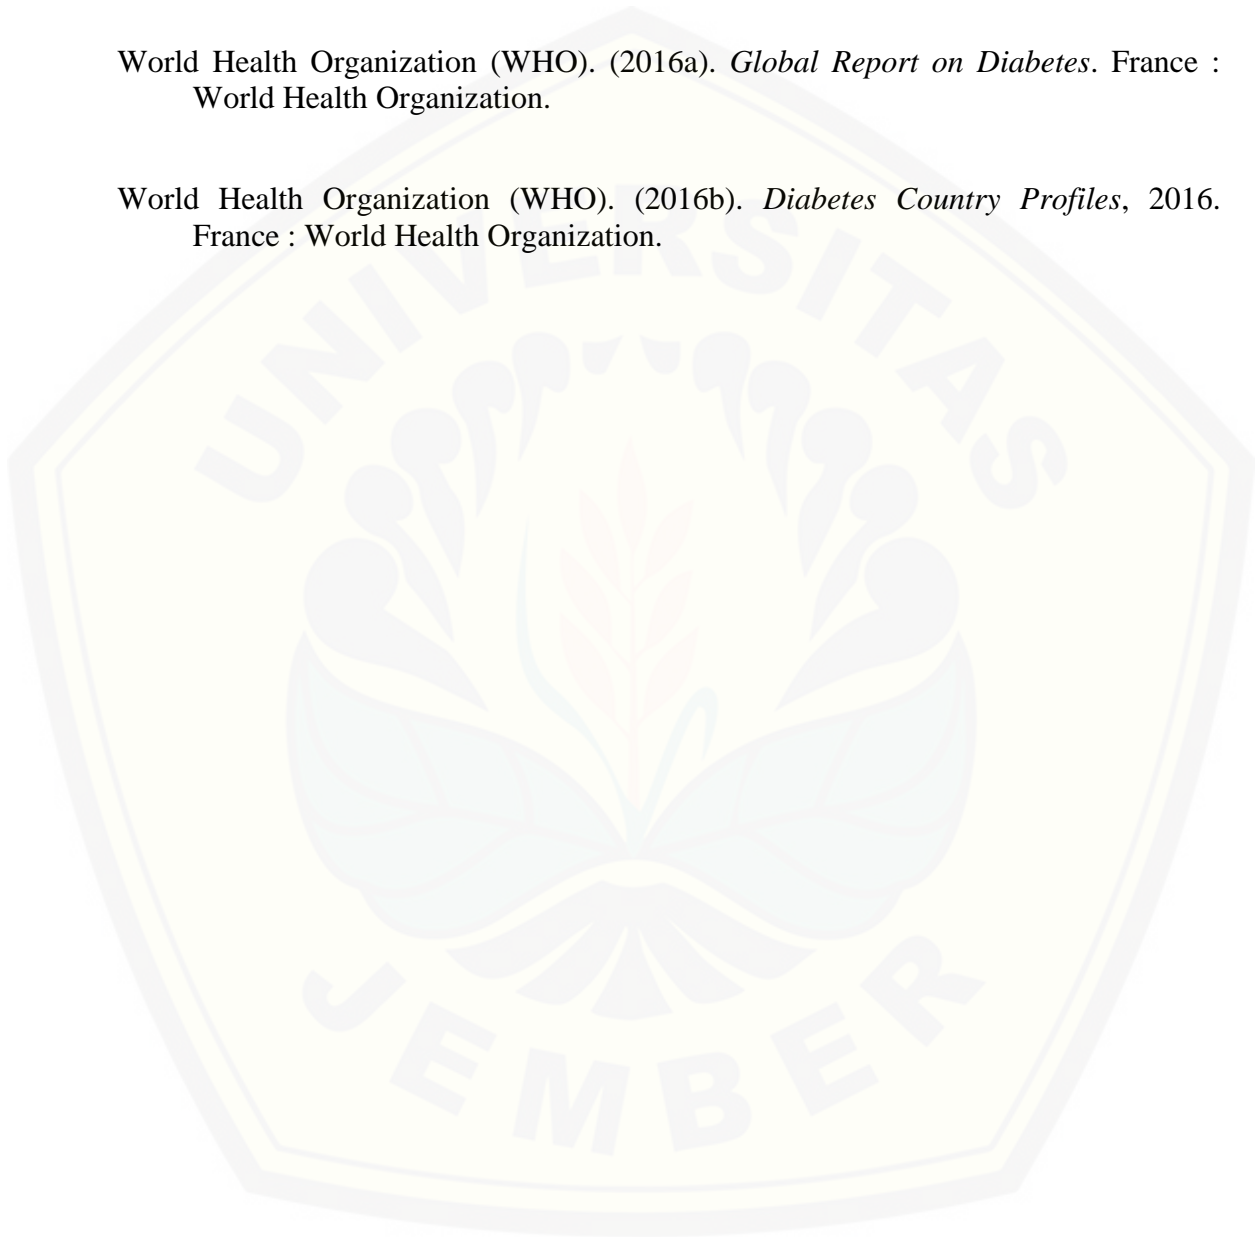 World Health Organization (WHO). (2016a). Global Report on Diabetes. France :
World Health Organization.
World Health Organization (WHO). (2016b). Diabetes Country Profiles, 2016.
France : World Health Organization.
UNIVERSITAS
JEMBER